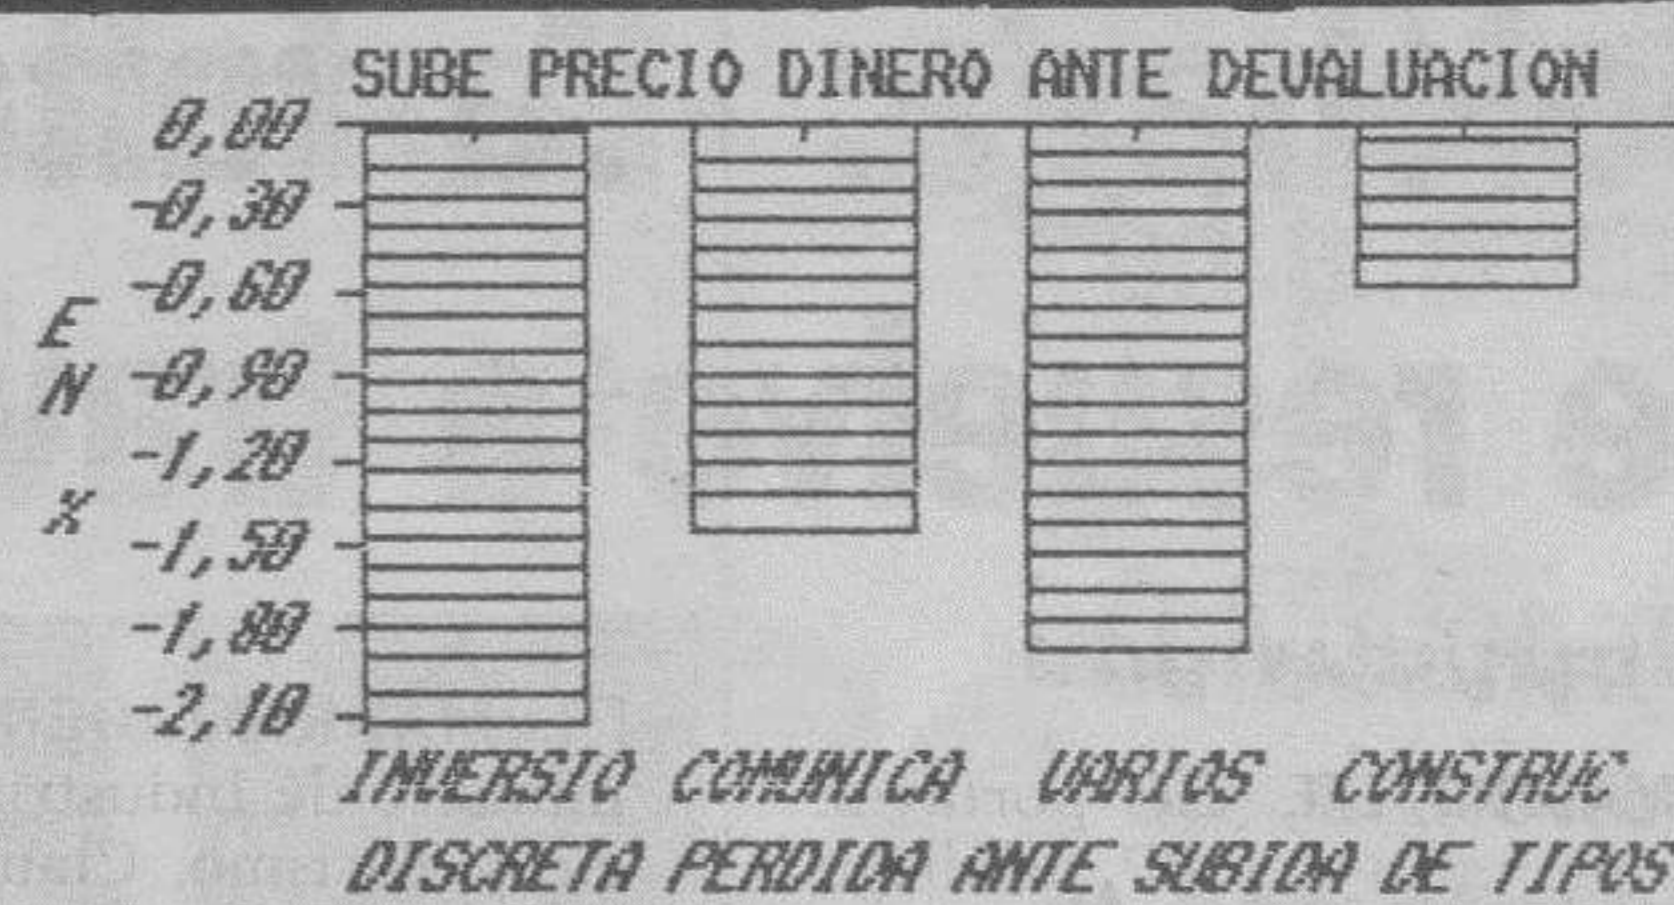 SUBE PRECIO DINERO ANTE DEVALUACION
0,00
-0,30
-0,60
-0,90
-1,20
-1,50
-1,80
-2,10
EN %
INVERSIO COMUNICA VARIOS CONSTRUC
DISCRETA PERDIDA ANTE SUBIDA DE TIPOS